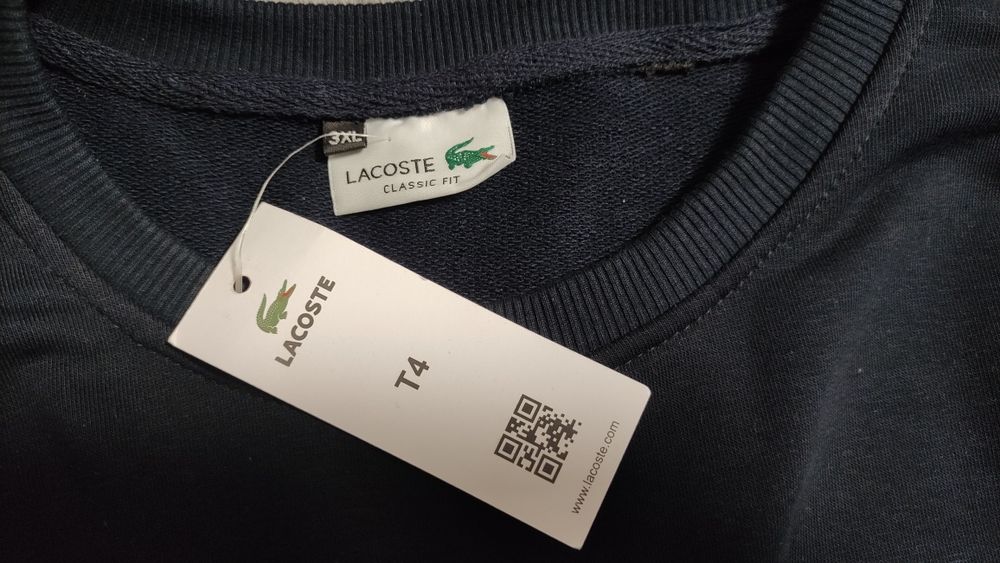 3XL
LACOSTE
CLASSIC FIT
LACOSTE
T4
www.lacoste.com